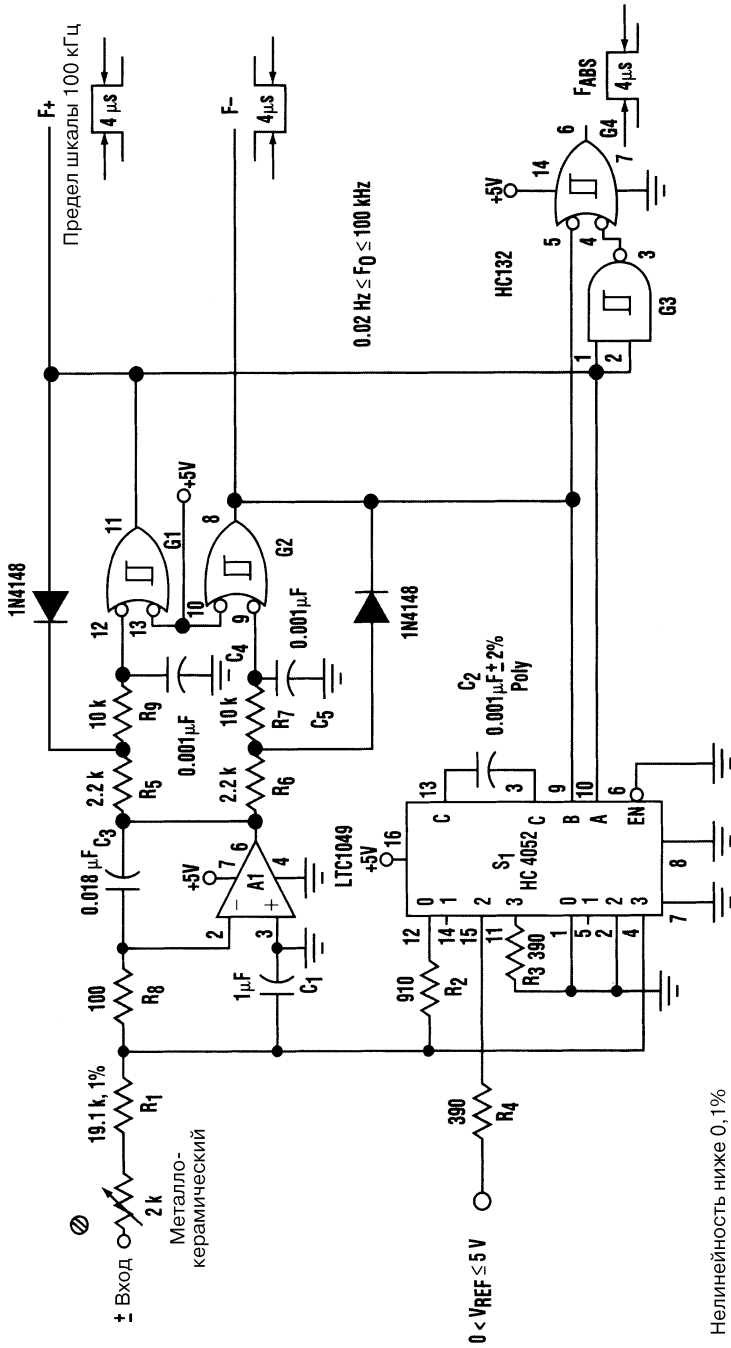 ± Вход
2 k
Металло-
керамический
19.1 k, 1%
R1
100
R8
0.018 µF
C3
2.2 k
R5
10 k
R9
0.001µF
C4
1N4148
12
13
11
G1
+5V
F+
Предел шкалы 100 кГц
4 µs
1µF
C1
2
3
A1
+5V
7
6
4
LTC1049
2.2 k
R6
10 k
R7
0.001µF
C5
10
9
8
G2
F–
4µs
1N4148
0.02 Hz ≤ FO ≤ 100 kHz
0 < VREF ≤ 5 V
390
R4
910
R2
R3 390
12
14
15
11
1
5
2
4
0
1
2
3
0
1
2
3
+5V
16
S1
HC 4052
C
C
B
A
EN
13
3
9
10
6
7
8
C2
0.001µF ± 2%
Poly
HC132
1
2
3
G3
5
4
+5V
14
6
7
G4
FABS
4µs
Нелинейность ниже 0,1%